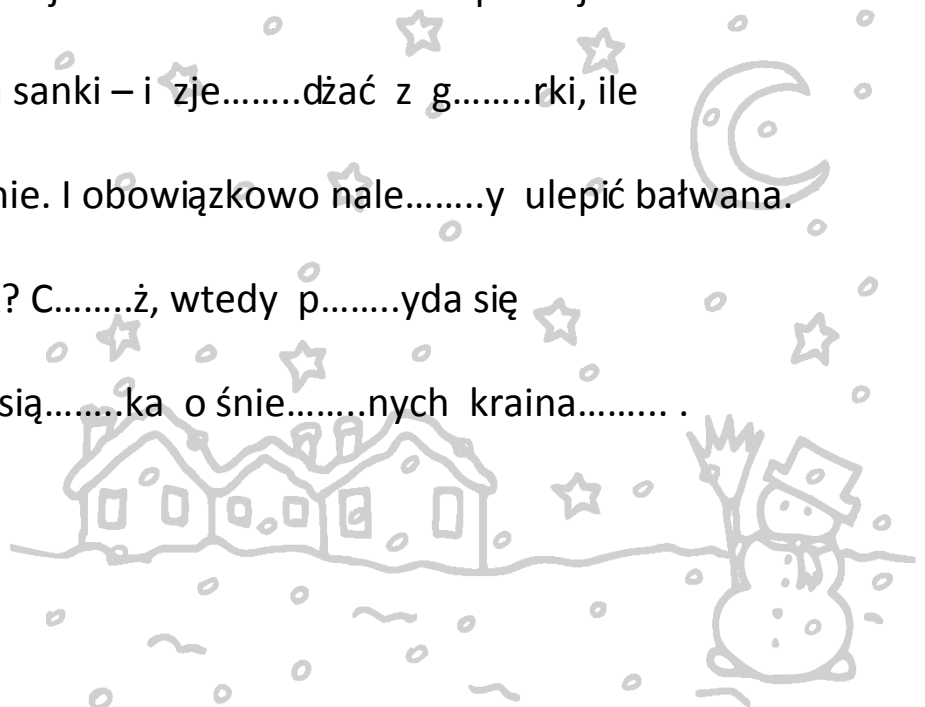 sanki – i zje……..dżać z g……..rki, ile
nie. I obowiązkowo nale……..y ulepić bałwana.
? C……..ż, wtedy p……..yda się
sią……..ka o śnie……..nych kraina……... .